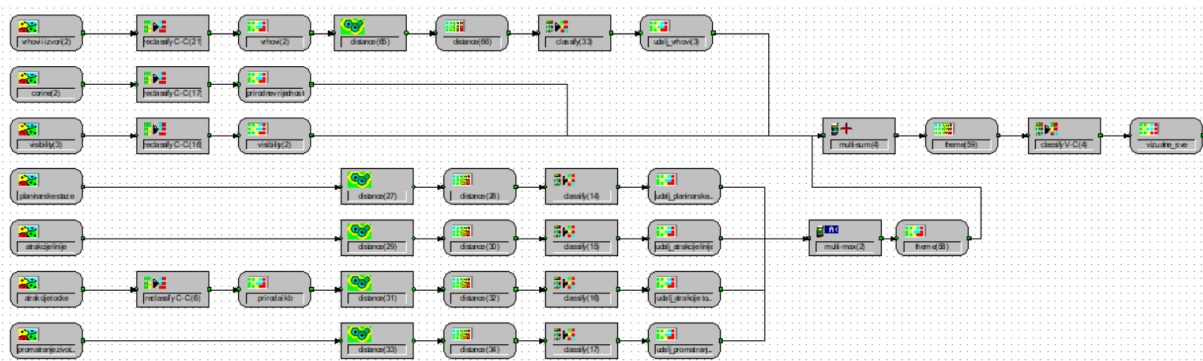 vrhovi i izvori(2)
reclassify C-C(21)
vrhovi(2)
distance(65)
distance(66)
classify(33)
udalj_vrhovi(3)
corine(2)
reclassify C-C(17)
prirodne vrijednosti
visibility(3)
reclassify C-C(16)
visibility(2)
multi-sum(4)
theme(59)
classify V-C(4)
vizualne_sve
planinarske staze
distance(27)
distance(28)
classify(14)
udalj_planinarske...
atrakcije linije
distance(29)
distance(30)
classify(15)
udalj_atrakcije linije
multi-max(2)
theme(58)
atrakcije tocke
reclassify C-C(6)
distance(31)
distance(32)
classify(16)
udalj_atrakcije to...
promatranje zivot...
distance(33)
distance(34)
classify(17)
udalj_promatranj...